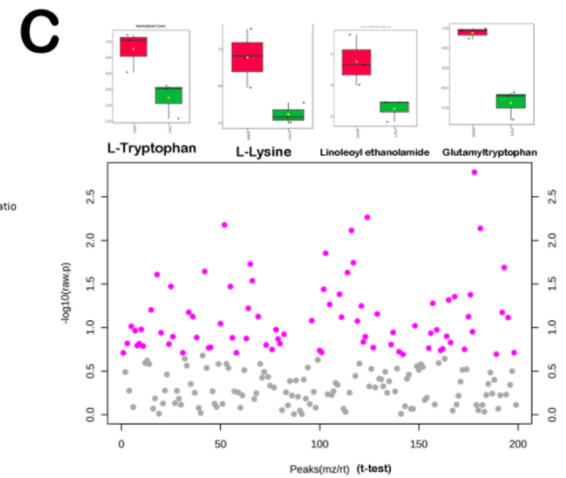 C
L-Tryptophan
L-Lysine
Linoleoyl ethanolamide
Glutamyltryptophan
atio
-log10(raw.p)
2.5
2.0
1.5
1.0
0.5
0.0
2.5
2.0
1.5
1.0
0.5
0.0
0 50 100 150 200
Peaks(mz/rt) (t-test)